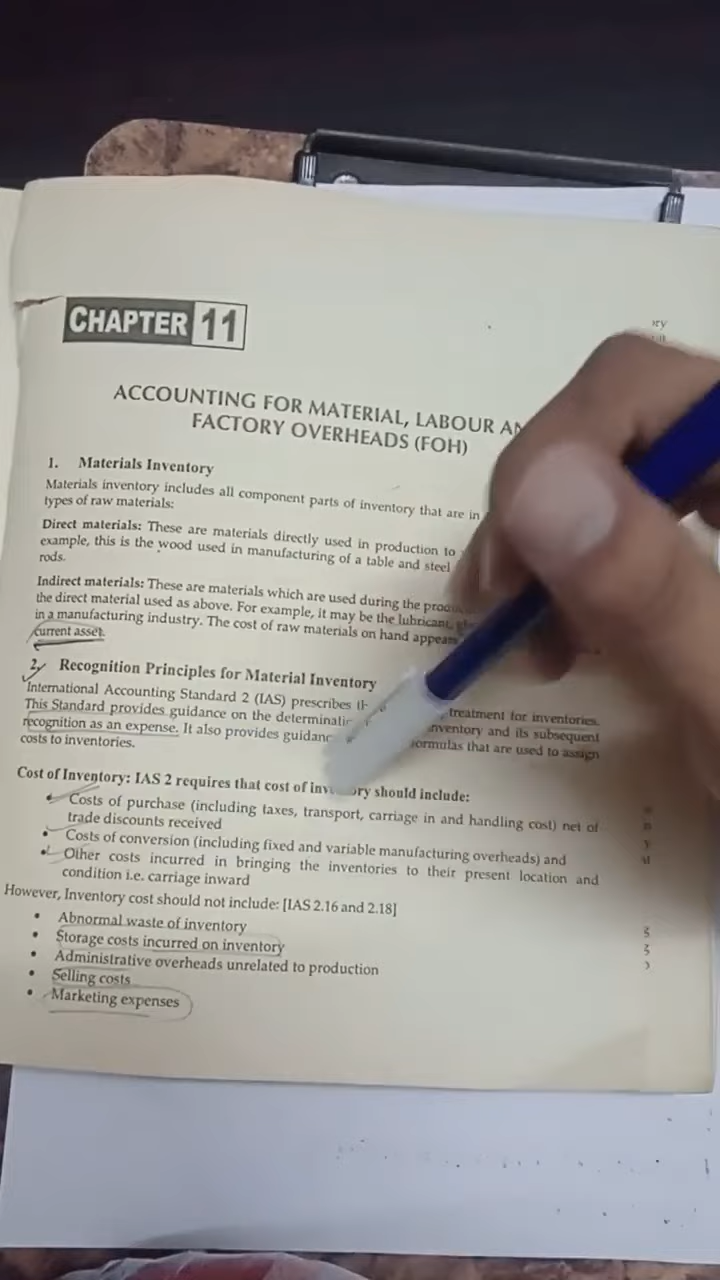 CHAPTER 11
ACCOUNTING FOR MATERIAL, LABOUR
FACTORY OVERHEADS (FOH)
1. Materials Inventory
Materials inventory includes all component parts of inventory that are in
types of raw materials:
Direct materials: These are materials directly used in production to
example, this is the wood used in manufacturing of a table and steel
rods.
Indirect materials: These are materials which are used during the
the direct material used as above. For example, it may be the lubricant,
in a manufacturing industry. The cost of raw materials on hand
current asset.
2. Recognition Principles for Material Inventory
International Accounting Standard 2 (IAS) prescribes treatment for inventories.
This Standard provides guidance on the inventory and its subsequent
recognition as an expense. It also provides formulas that are used to assign
costs to inventories.
Cost of Inventory: IAS 2 requires that cost of should include:
• Costs of purchase (including taxes, transport, carriage in and handling cost) net of
trade discounts received
• Costs of conversion (including fixed and variable manufacturing overheads) and
• Other costs incurred in bringing the inventories to their present location and
condition i.e. carriage inward
However, Inventory cost should not include: [IAS 2.16 and 2.18]
• Abnormal waste of inventory
• Storage costs incurred on inventory
• Administrative overheads unrelated to production
• Selling costs
• Marketing expenses